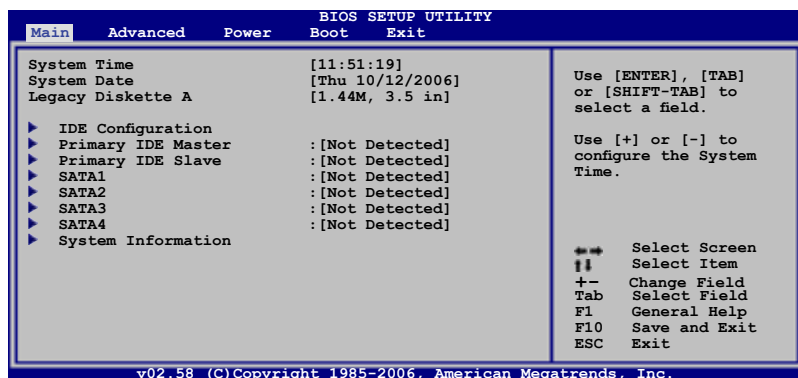 BIOS SETUP UTILITY
Main Advanced Power Boot Exit
System Time [11:51:19]
System Date [Thu 10/12/2006]
Legacy Diskette A [1.44M, 3.5 in]
IDE Configuration
Primary IDE Master :[Not Detected]
Primary IDE Slave :[Not Detected]
SATA1 :[Not Detected]
SATA2 :[Not Detected]
SATA3 :[Not Detected]
SATA4 :[Not Detected]
System Information
Use [ENTER], [TAB]
or [SHIFT-TAB] to
select a field.
Use [+] or [-] to
configure the System
Time.
←→ Select Screen
↑↓ Select Item
+- Change Field
Tab Select Field
F1 General Help
F10 Save and Exit
ESC Exit
v02.58 (C)Copyright 1985-2006, American Megatrends, Inc.